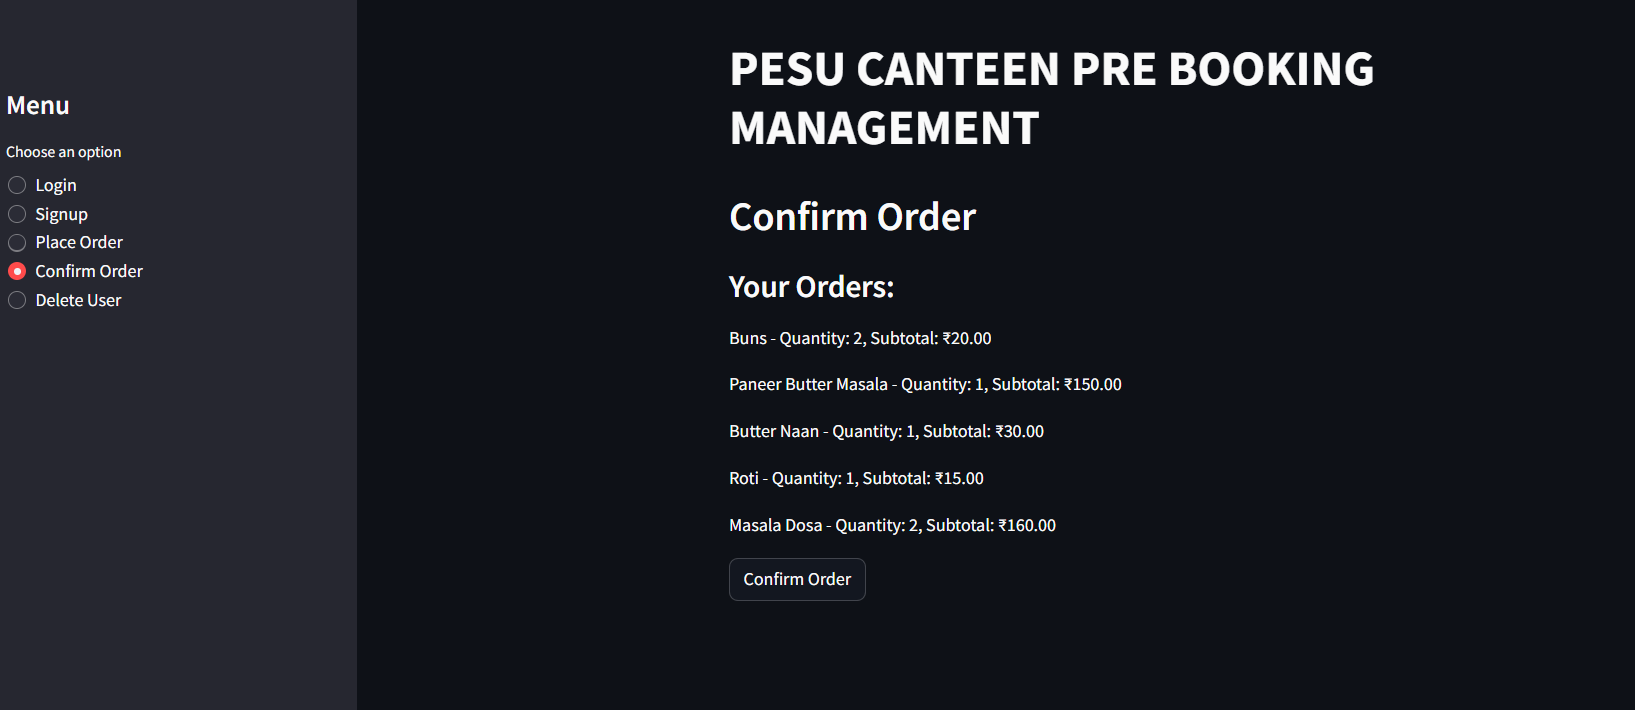 Menu
Choose an option
Login
Signup
Place Order
Confirm Order
Delete User
PESU CANTEEN PRE BOOKING
MANAGEMENT
Confirm Order
Your Orders:
Buns - Quantity: 2, Subtotal: ₹20.00
Paneer Butter Masala - Quantity: 1, Subtotal: ₹150.00
Butter Naan - Quantity: 1, Subtotal: ₹30.00
Roti - Quantity: 1, Subtotal: ₹15.00
Masala Dosa - Quantity: 2, Subtotal: ₹160.00
Confirm Order